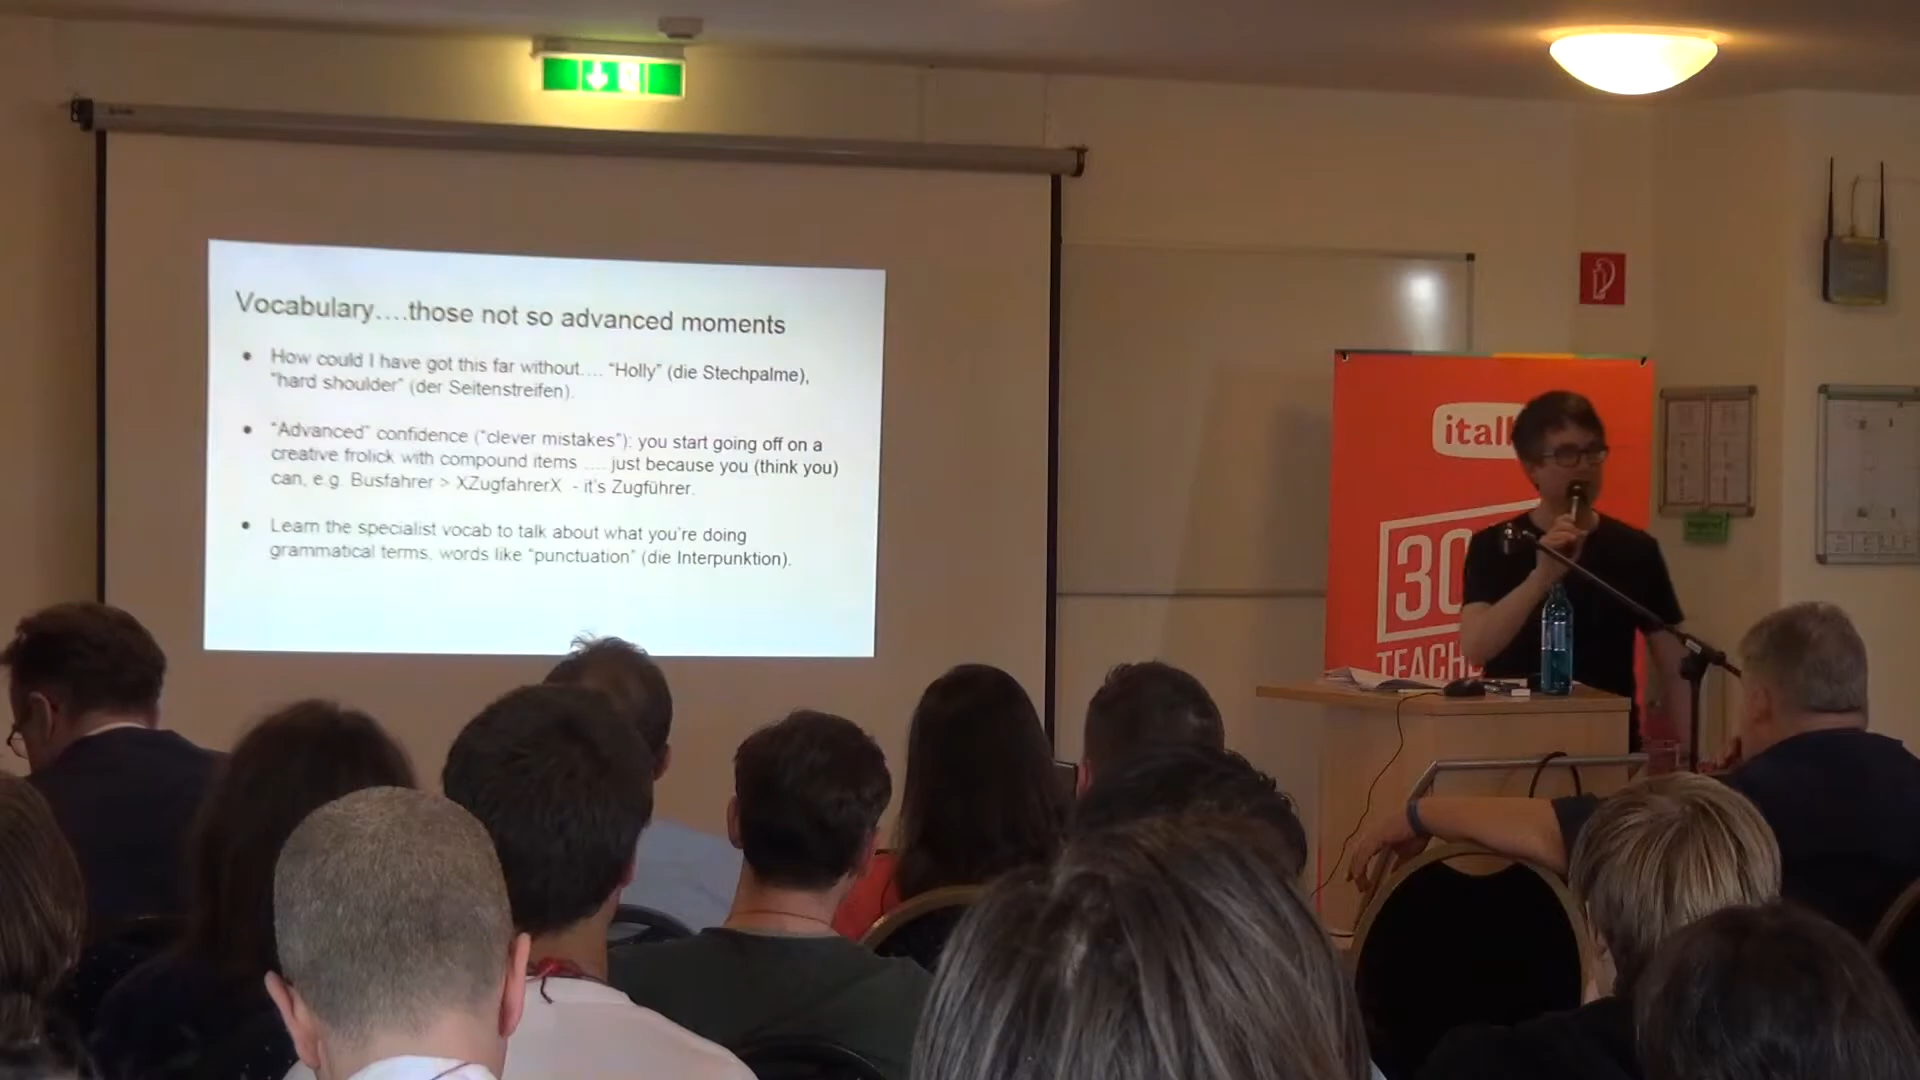 Vocabulary....those not so advanced moments
How could I have got this far without.... “Holly” (die Stechpalme),
“hard shoulder” (der Seitenstreifen).
“Advanced” confidence (“clever mistakes”): you start going off on a
creative frolick with compound items .... just because you (think you)
can, e.g. Busfahrer > XZugfahrerX - it's Zugführer.
Learn the specialist vocab to talk about what you're doing
grammatical terms, words like “punctuation” (die Interpunktion).
ital
30
TEACH